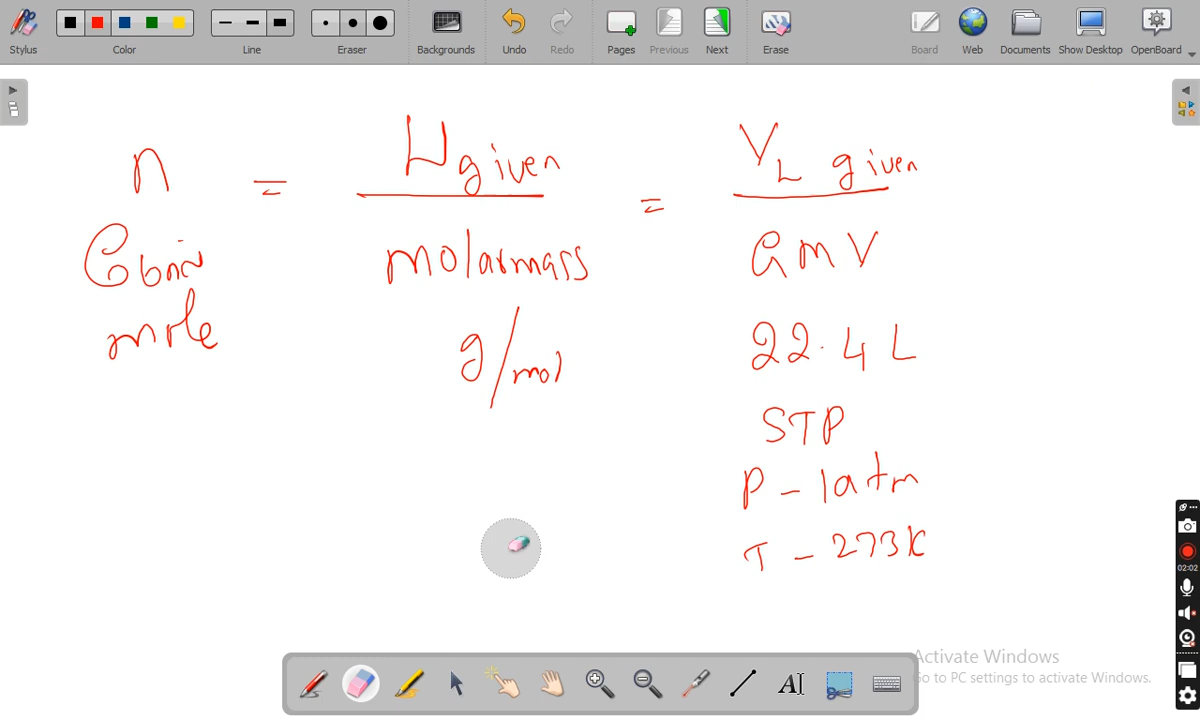 Stylus Color Line Eraser Backgrounds Undo Redo Pages Previous Next Erase Board Web Documents Show Desktop OpenBoard
n = W given / molarmass = V L given / GMV
mole
g/mol
22.4 L
STP
P - 1atm
T - 273K
02:02
Activate Windows
Go to PC settings to activate Windows.